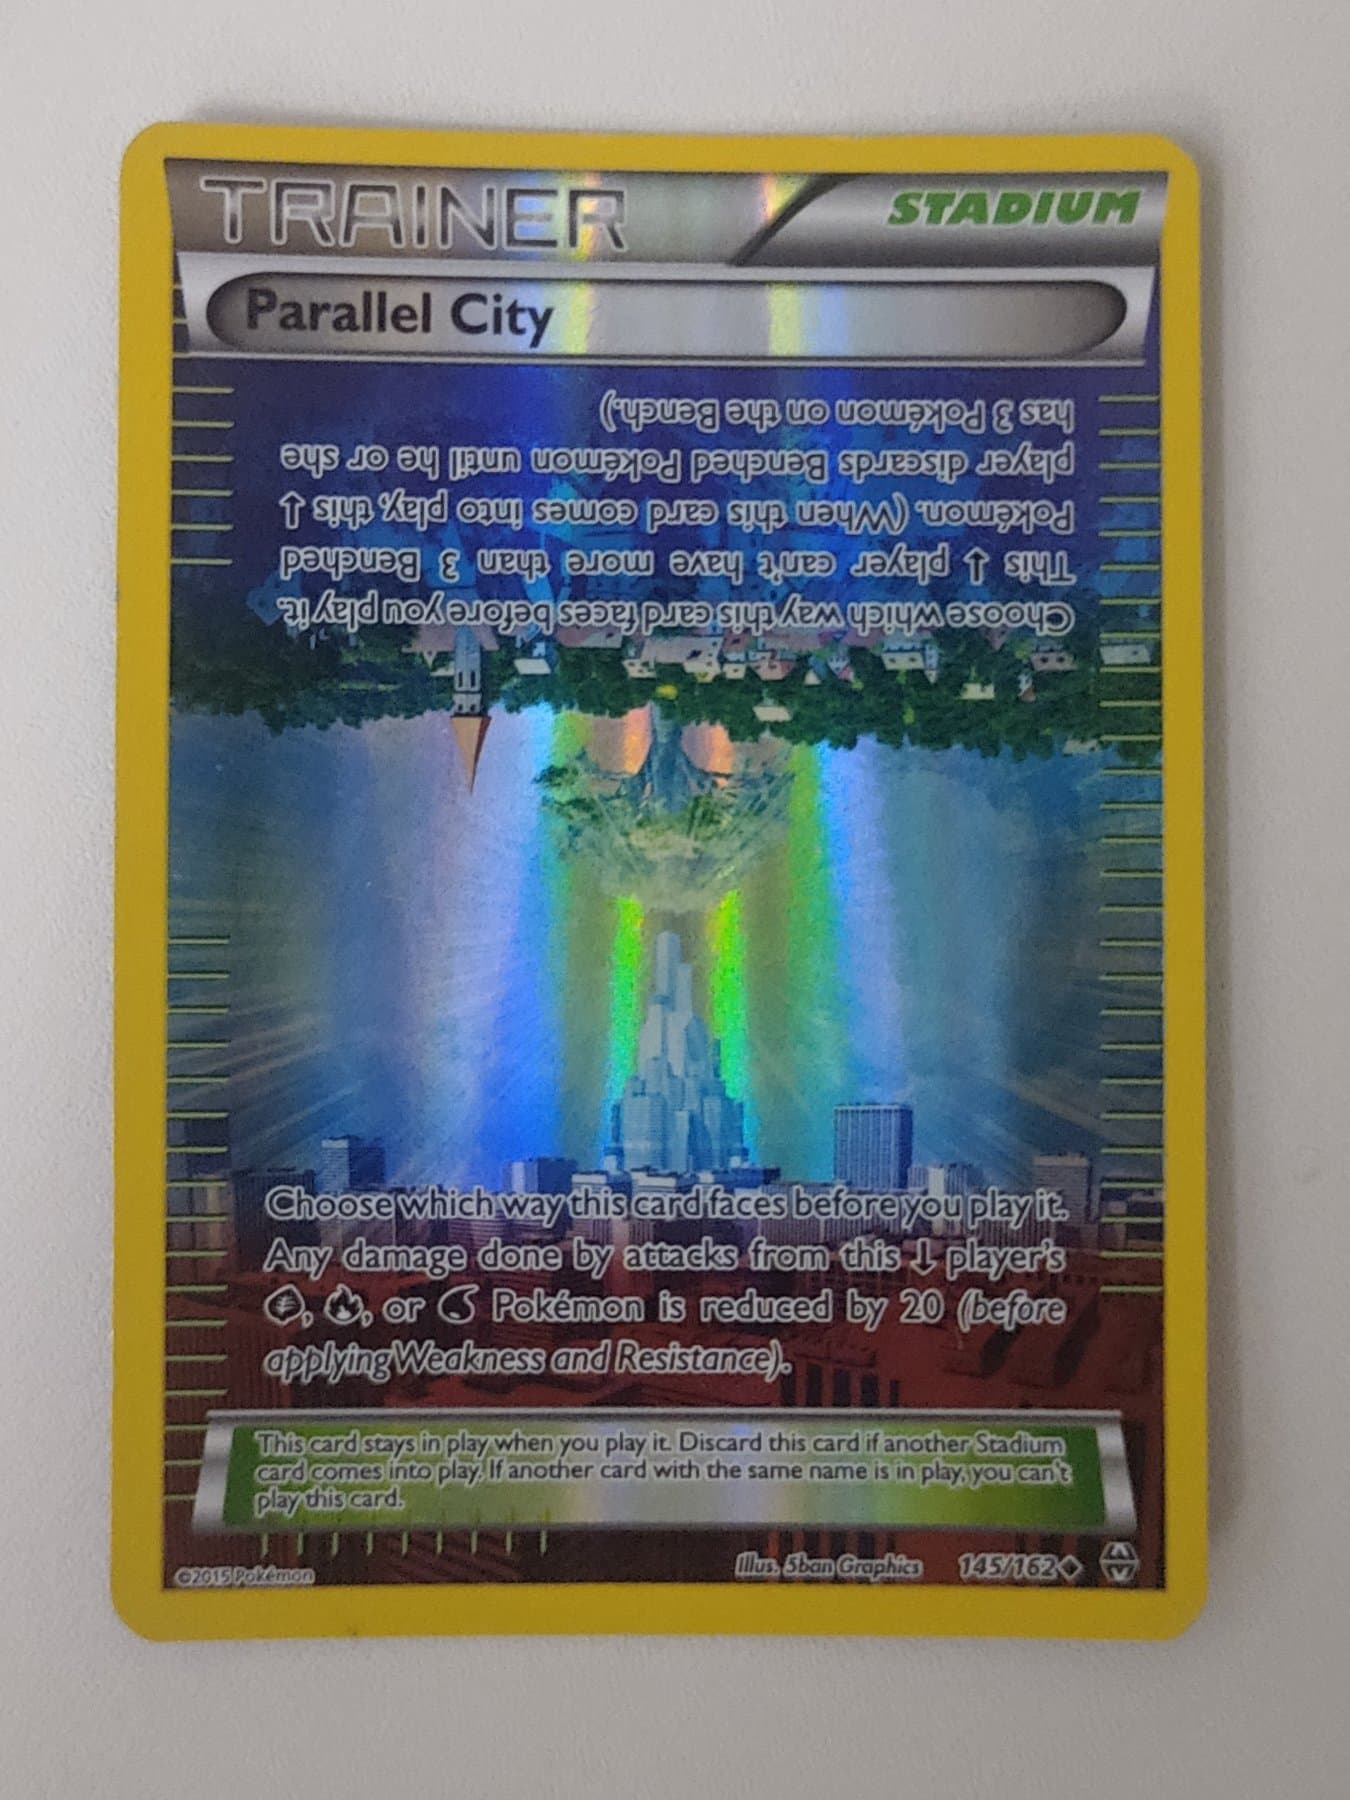 TRAINER
STADIUM
Parallel City
Choose which way this card faces before you play it.
This ↑ player can't have more than 3 Benched
Pokémon. (When this card comes into play, this ↑
player discards Benched Pokémon until he or she
has 3 Pokémon on the Bench.)
Choose which way this card faces before you play it.
Any damage done by attacks from this ↓ player's
, , or Pokémon is reduced by 20 (before
applying Weakness and Resistance).
This card stays in play when you play it. Discard this card if another Stadium
card comes into play. If another card with the same name is in play, you can't
play this card.
©2015 Pokémon
Illus. 5ban Graphics
145/162